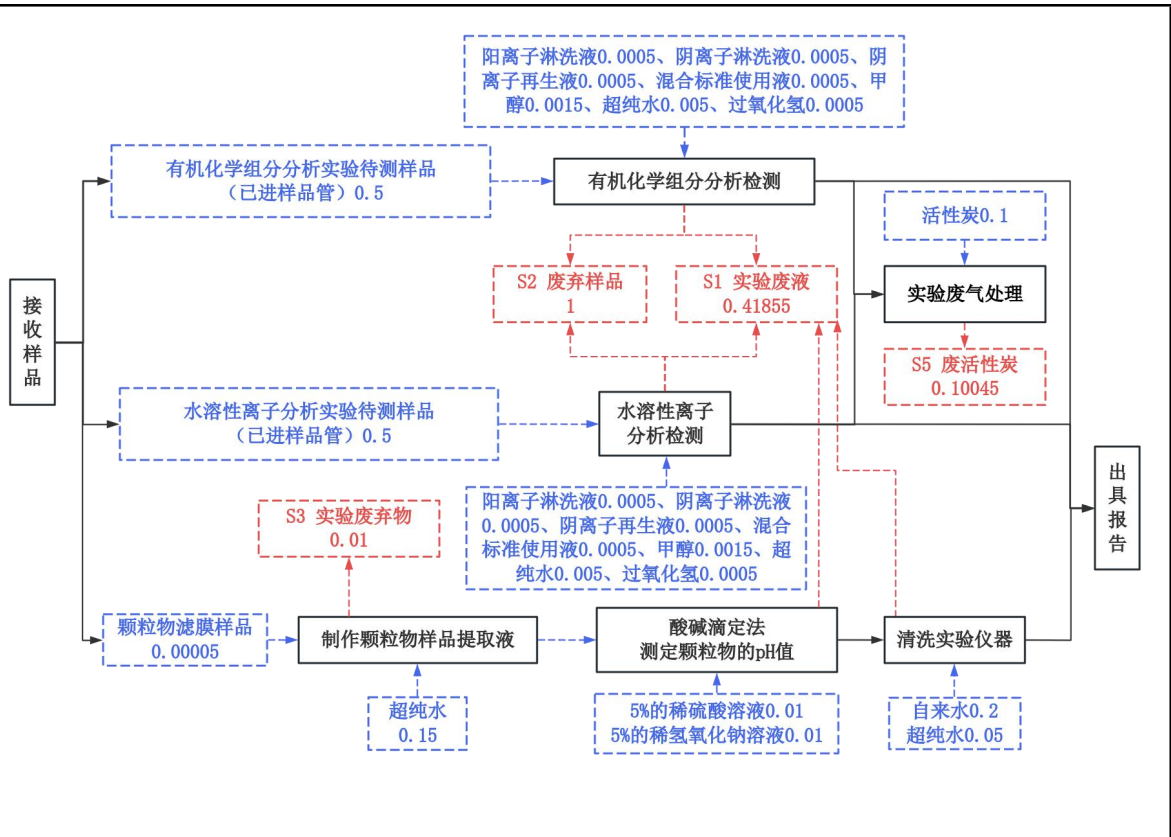 阳离子淋洗液0.0005、阴离子淋洗液0.0005、阴
离子再生液0.0005、混合标准使用液0.0005、甲
醇0.0015、超纯水0.005、过氧化氢0.0005
有机化学组分分析实验待测样品
（已进样品管）0.5
有机化学组分分析检测
活性炭0.1
S2 废弃样品
1
S1 实验废液
0.41855
实验废气处理
S5 废活性炭
0.10045
接
收
样
品
水溶性离子分析实验待测样品
（已进样品管）0.5
水溶性离子
分析检测
阳离子淋洗液0.0005、阴离子淋洗液
0.0005、阴离子再生液0.0005、混合
标准使用液0.0005、甲醇0.0015、超
纯水0.005、过氧化氢0.0005
S3 实验废弃物
0.01
出
具
报
告
颗粒物滤膜样品
0.00005
制作颗粒物样品提取液
酸碱滴定法
测定颗粒物的pH值
清洗实验仪器
超纯水
0.15
5%的稀硫酸溶液0.01
5%的稀氢氧化钠溶液0.01
自来水0.2
超纯水0.05